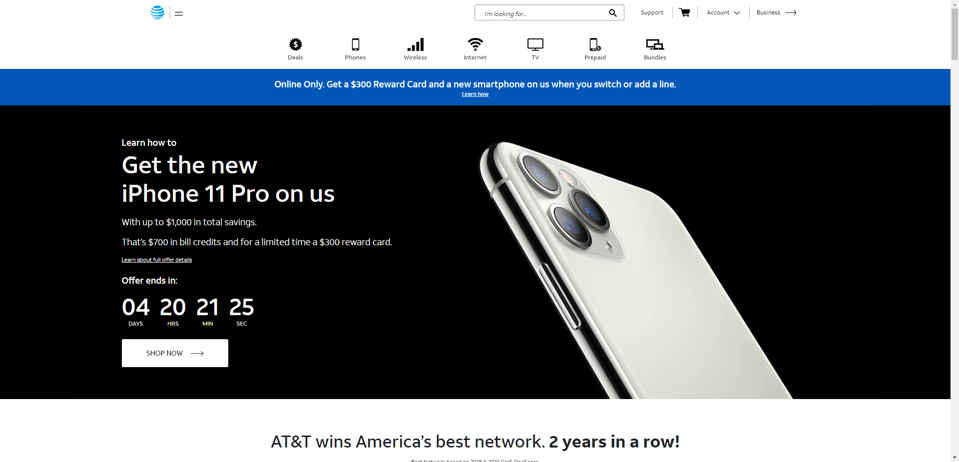 I'm looking for...
Support
Account
Business
Deals
Phones
Wireless
Internet
TV
Prepaid
Bundles
Online Only. Get a $300 Reward Card and a new smartphone on us when you switch or add a line.
Learn how
Learn how to
Get the new
iPhone 11 Pro on us
With up to $1,000 in total savings.
That's $700 in bill credits and for a limited time a $300 reward card.
Learn about full offer details
Offer ends in:
04 20 21 25
DAYS HRS MIN SEC
SHOP NOW
AT&T wins America's best network. 2 years in a row!